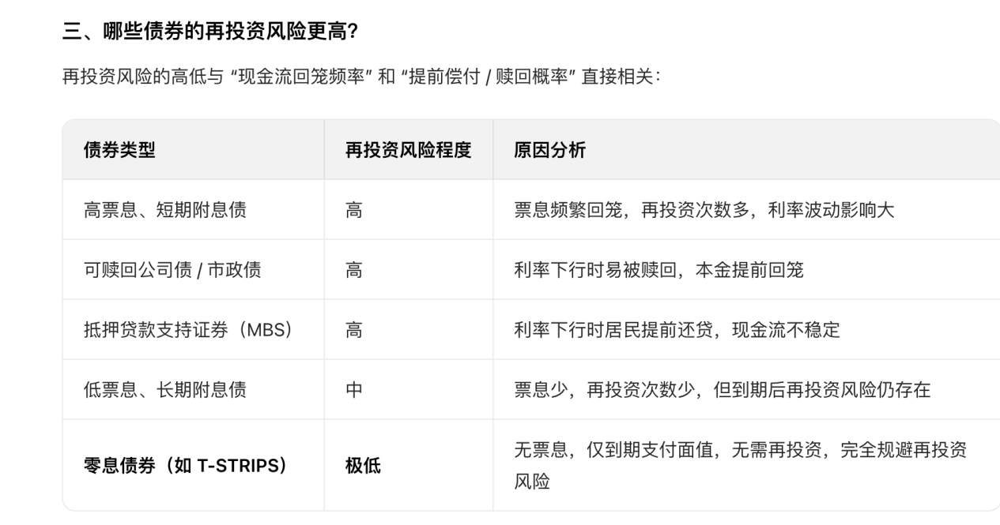 三、哪些债券的再投资风险更高?
再投资风险的高低与 “现金流回笼频率” 和 “提前偿付 / 赎回概率” 直接相关：
债券类型 再投资风险程度 原因分析
高票息、短期附息债 高 票息频繁回笼，再投资次数多，利率波动影响大
可赎回公司债 / 市政债 高 利率下行时易被赎回，本金提前回笼
抵押贷款支持证券（MBS） 高 利率下行时居民提前还贷，现金流不稳定
低票息、长期附息债 中 票息少，再投资次数少，但到期后再投资风险仍存在
零息债券（如 T-STRIPS） 极低 无票息，仅到期支付面值，无需再投资，完全规避再投资
风险